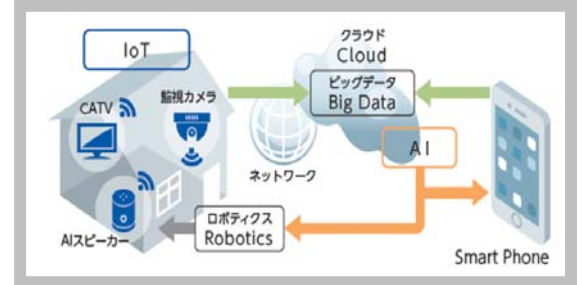 IoT
CATV
監視カメラ
AIスピーカー
クラウド
Cloud
ビッグデータ
Big Data
ネットワーク
AI
ロボティクス
Robotics
Smart Phone